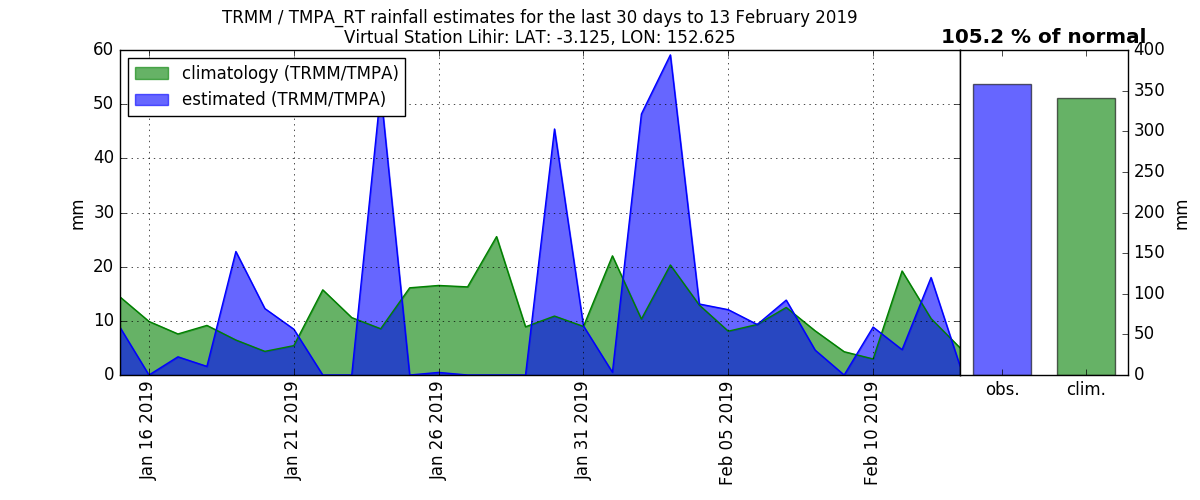 TRMM / TMPA_RT rainfall estimates for the last 30 days to 13 February 2019
Virtual Station Lihir: LAT: -3.125, LON: 152.625
105.2 % of normal
climatology (TRMM/TMPA)
estimated (TRMM/TMPA)
60
50
40
30
20
10
0
mm
Jan 16 2019
Jan 21 2019
Jan 26 2019
Jan 31 2019
Feb 05 2019
Feb 10 2019
obs.
clim.
400
350
300
250
200
150
100
50
0
mm